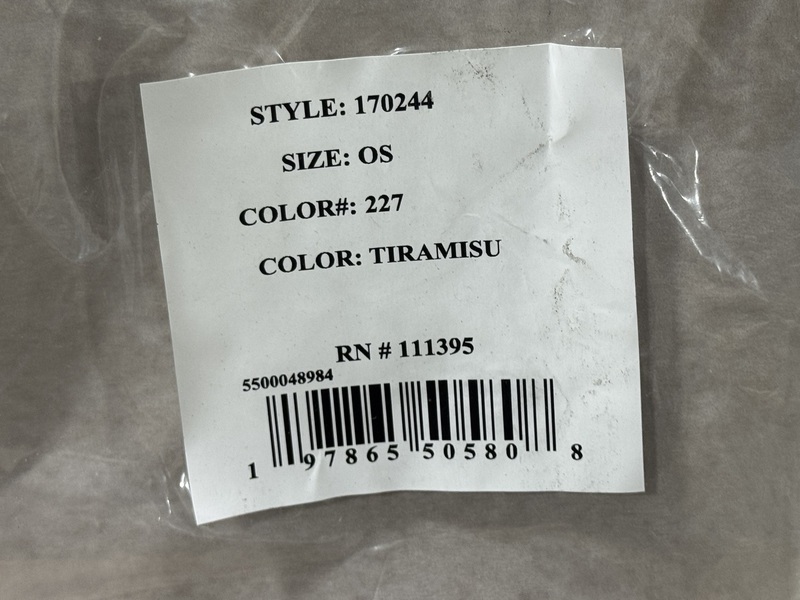 STYLE: 170244
SIZE: OS
COLOR#: 227
COLOR: TIRAMISU
RN # 111395
5500048984
1 97865 50580 8